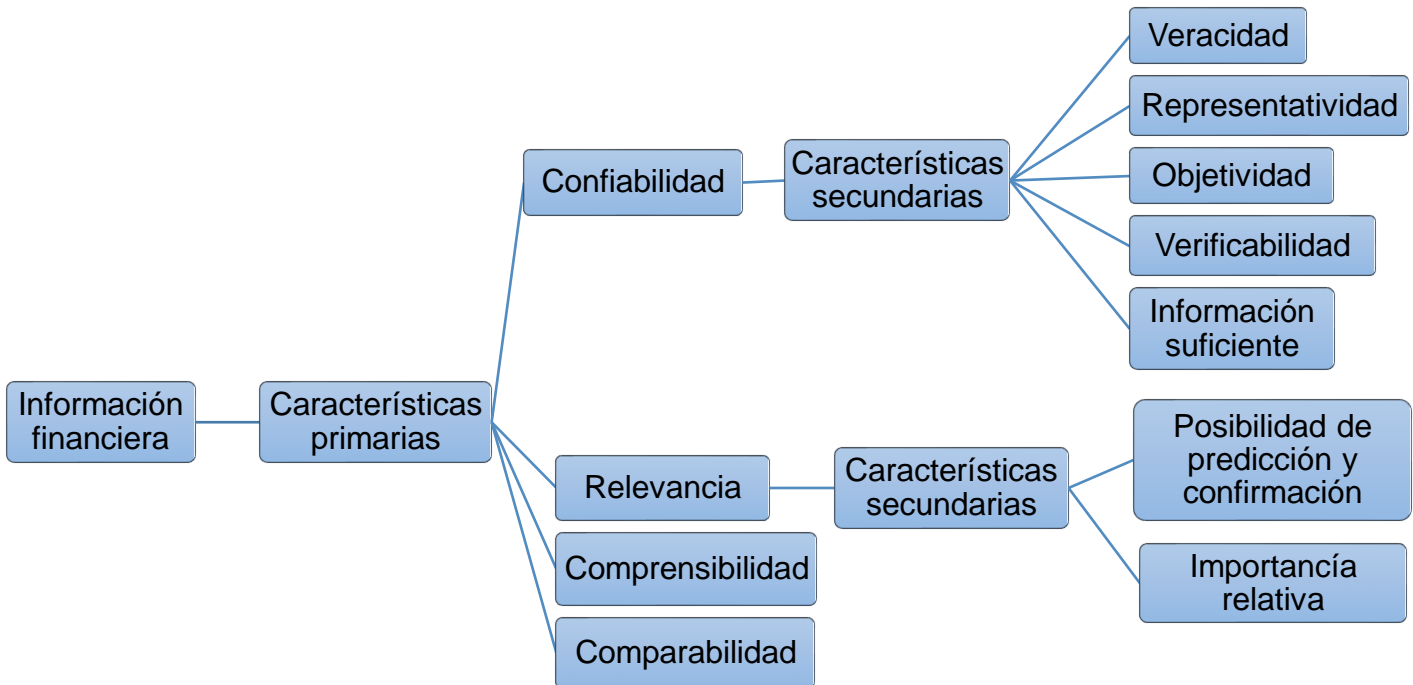 Información
financiera
Características
primarias
Confiabilidad
Características
secundarias
Veracidad
Representatividad
Objetividad
Verificabilidad
Información
suficiente
Relevancia
Características
secundarias
Posibilidad de
predicción y
confirmación
Importancía
relativa
Comprensibilidad
Comparabilidad